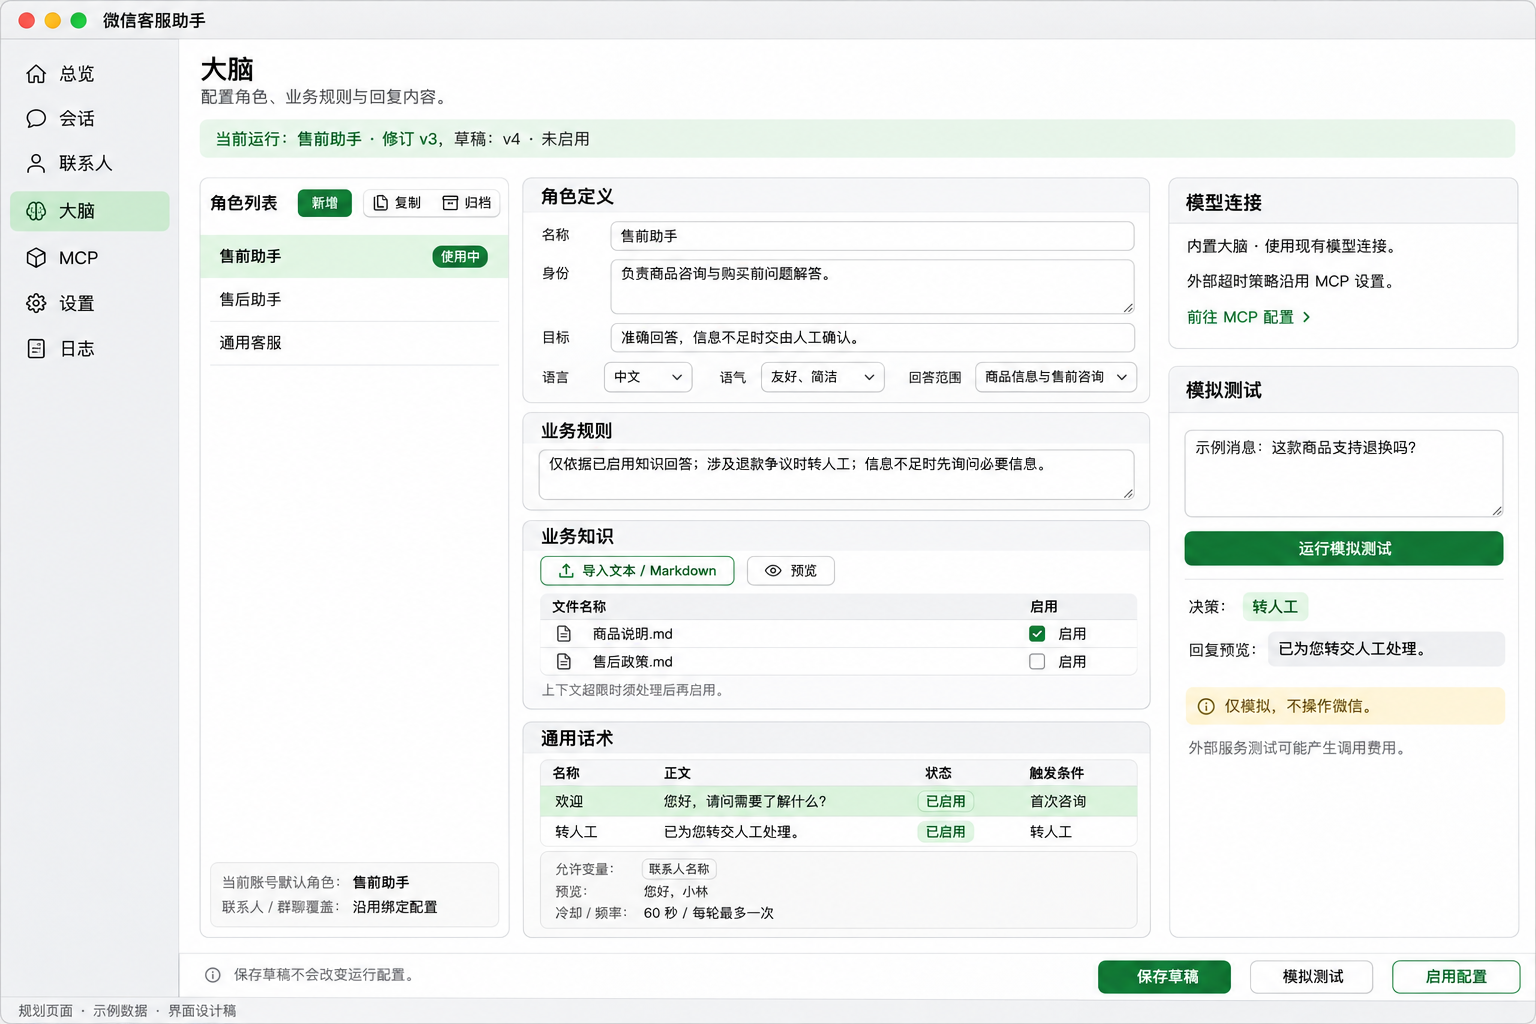 微信客服助手
总览
会话
联系人
大脑
MCP
设置
日志
大脑
配置角色、业务规则与回复内容。
当前运行：售前助手 · 修订 v3，草稿：v4 · 未启用
角色列表 新增 复制 归档
售前助手 使用中
售后助手
通用客服
当前账号默认角色： 售前助手
联系人 / 群聊覆盖： 沿用绑定配置
角色定义
名称 售前助手
身份 负责商品咨询与购买前问题解答。
目标 准确回答，信息不足时交由人工确认。
语言 中文 语气 友好、简洁 回答范围 商品信息与售前咨询
业务规则
仅依据已启用知识回答；涉及退款争议时转人工；信息不足时先询问必要信息。
业务知识
导入文本 / Markdown 预览
文件名称 启用
商品说明.md 启用
售后政策.md 启用
上下文超限时须处理后再启用。
通用话术
名称 正文 状态 触发条件
欢迎 您好，请问需要了解什么？ 已启用 首次咨询
转人工 已为您转交人工处理。 已启用 转人工
允许变量： 联系人名称
预览： 您好，小林
冷却 / 频率： 60 秒 / 每轮最多一次
模型连接
内置大脑 · 使用现有模型连接。
外部超时策略沿用 MCP 设置。
前往 MCP 配置
模拟测试
示例消息：这款商品支持退换吗？
运行模拟测试
决策： 转人工
回复预览： 已为您转交人工处理。
仅模拟，不操作微信。
外部服务测试可能产生调用费用。
保存草稿不会改变运行配置。
保存草稿 模拟测试 启用配置
规划页面 · 示例数据 · 界面设计稿